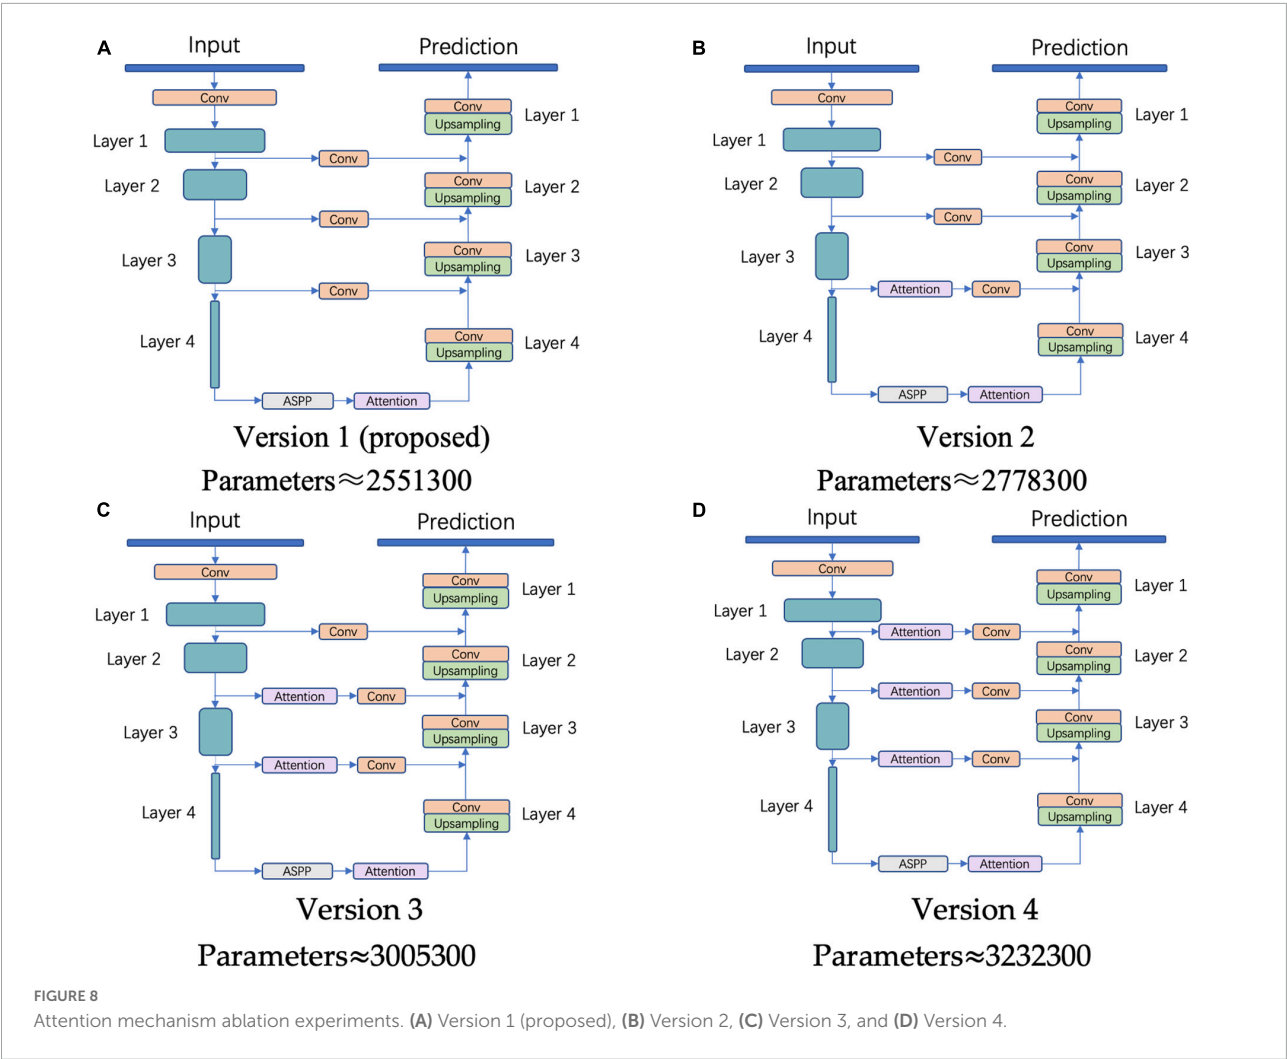 A
Input
Prediction
Conv
Layer 1
Conv
Upsampling
Layer 1
Conv
Layer 2
Conv
Upsampling
Layer 2
Conv
Layer 3
Conv
Upsampling
Layer 3
Conv
Layer 4
Conv
Upsampling
Layer 4
ASPP
Attention
Version 1 (proposed)
Parameters≈2551300
B
Input
Prediction
Conv
Layer 1
Conv
Upsampling
Layer 1
Conv
Layer 2
Conv
Upsampling
Layer 2
Conv
Layer 3
Conv
Upsampling
Layer 3
Attention
Conv
Layer 4
Conv
Upsampling
Layer 4
ASPP
Attention
Version 2
Parameters≈2778300
C
Input
Prediction
Conv
Layer 1
Conv
Upsampling
Layer 1
Conv
Layer 2
Conv
Upsampling
Layer 2
Attention
Conv
Layer 3
Conv
Upsampling
Layer 3
Attention
Conv
Layer 4
Conv
Upsampling
Layer 4
ASPP
Attention
Version 3
Parameters≈3005300
D
Input
Prediction
Conv
Layer 1
Conv
Upsampling
Layer 1
Attention
Conv
Layer 2
Conv
Upsampling
Layer 2
Attention
Conv
Layer 3
Conv
Upsampling
Layer 3
Attention
Conv
Layer 4
Conv
Upsampling
Layer 4
ASPP
Attention
Version 4
Parameters≈3232300
FIGURE 8
Attention mechanism ablation experiments. (A) Version 1 (proposed), (B) Version 2, (C) Version 3, and (D) Version 4.